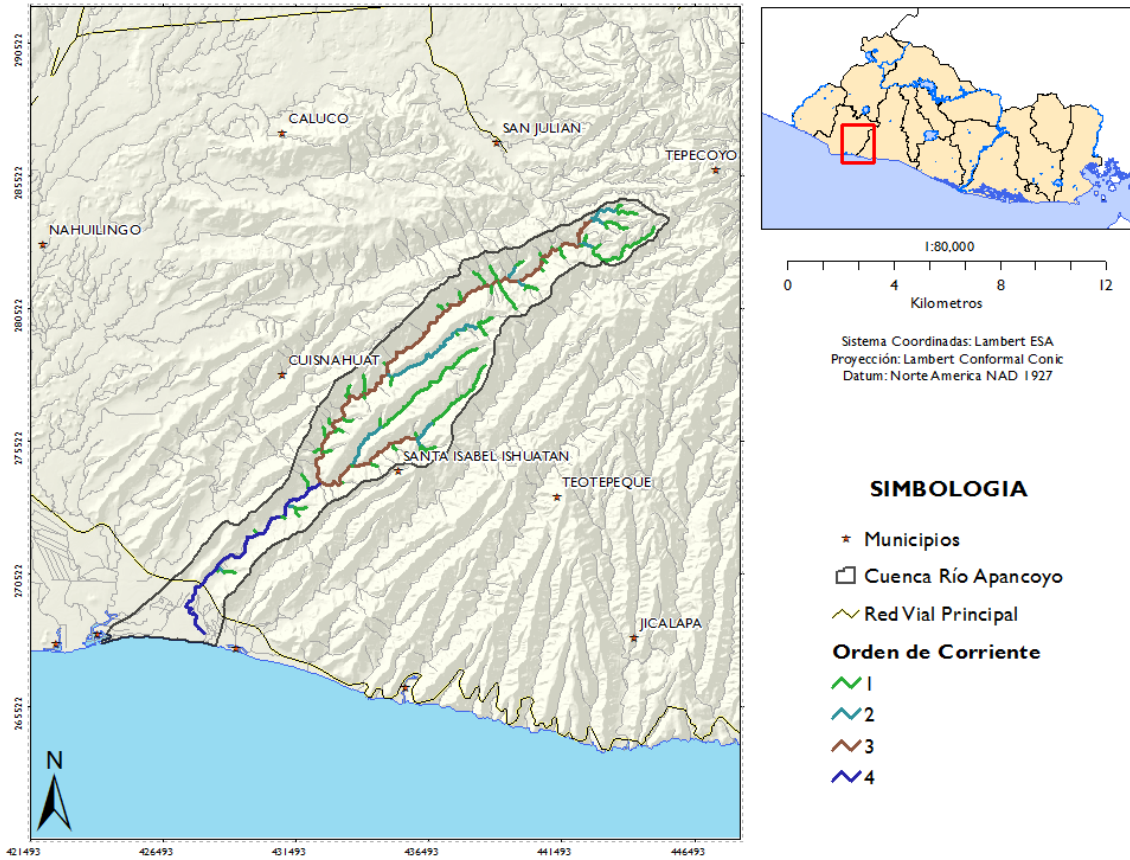 290522
285522
280522
275522
270522
265522
CALUCO
SAN JULIAN
TEPECOYO
NAHUILINGO
CUISNAHUAT
SANTA ISABEL ISHUATAN
TEOTEPEQUE
JICALAPA
N
421493 426493 431493 436493 441493 446493
1:80,000
0 4 8 12
Kilometros
Sistema Coordinadas: Lambert ESA
Proyección: Lambert Conformal Conic
Datum: Norte America NAD 1927
SIMBOLOGIA
Municipios
Cuenca Río Apancoyo
Red Vial Principal
Orden de Corriente
1
2
3
4